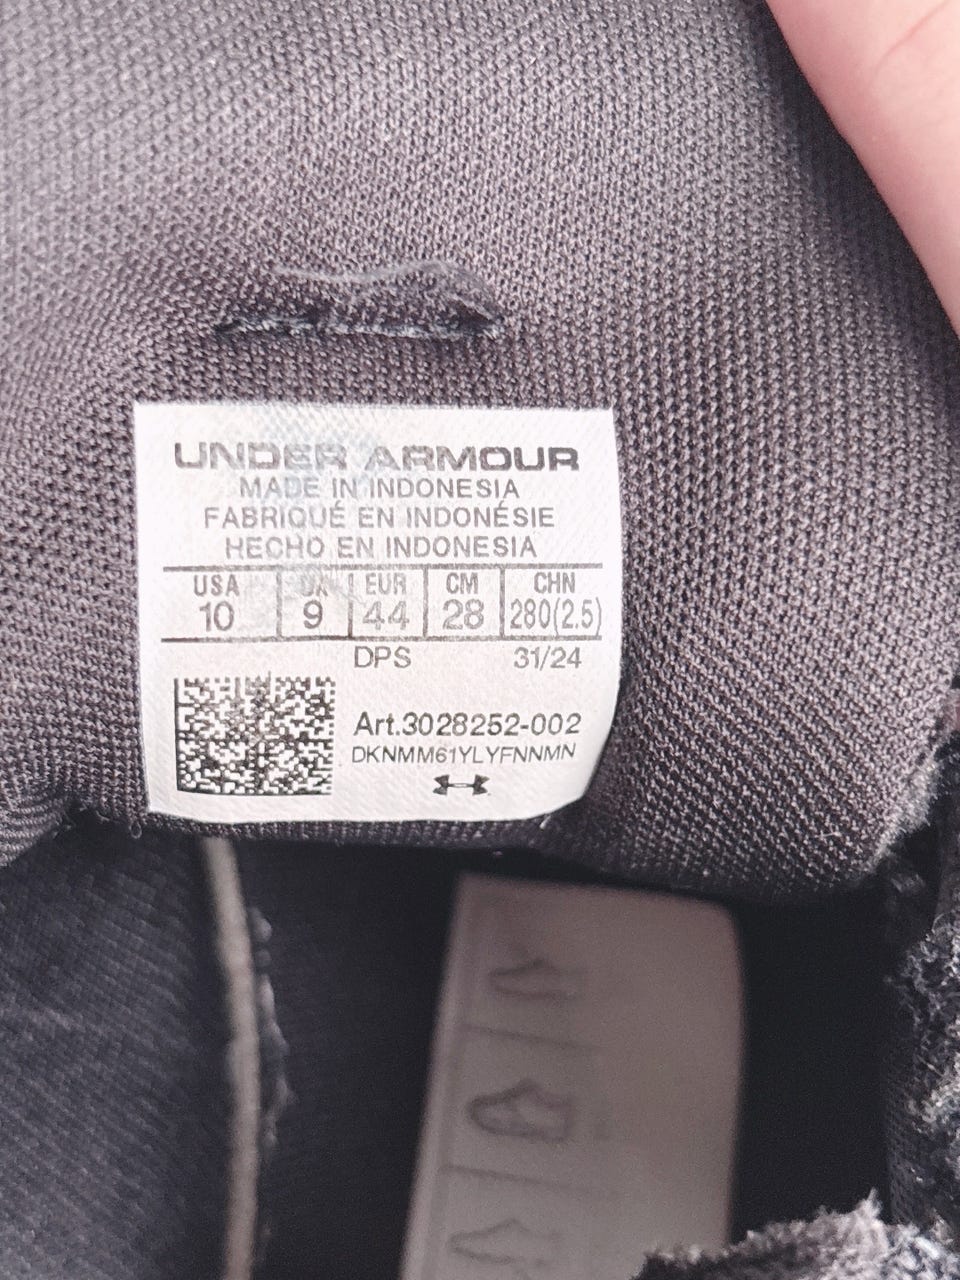 UNDER ARMOUR
MADE IN INDONESIA
FABRIQUÉ EN INDONÉSIE
HECHO EN INDONESIA
USA UK EUR CM CHN
10 9 44 28 280(2.5)
DPS 31/24
Art.3028252-002
DKNMM61YLYFNNMN